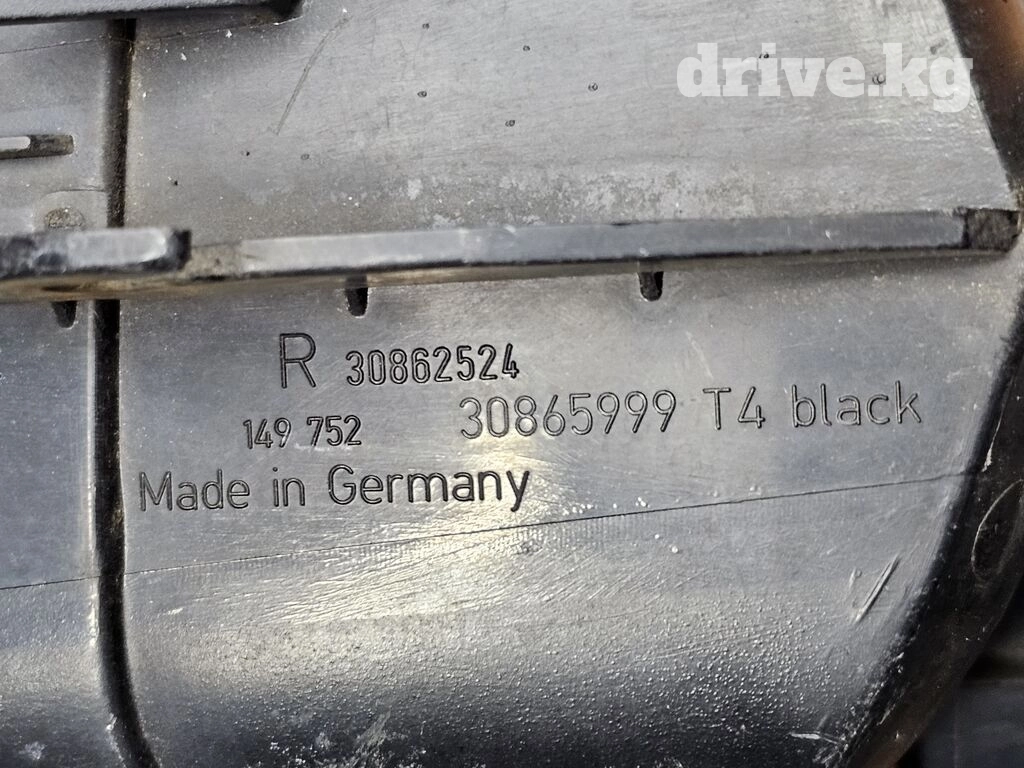 drive.kg
R 30862524
149 752 30865999 T4 black
Made in Germany